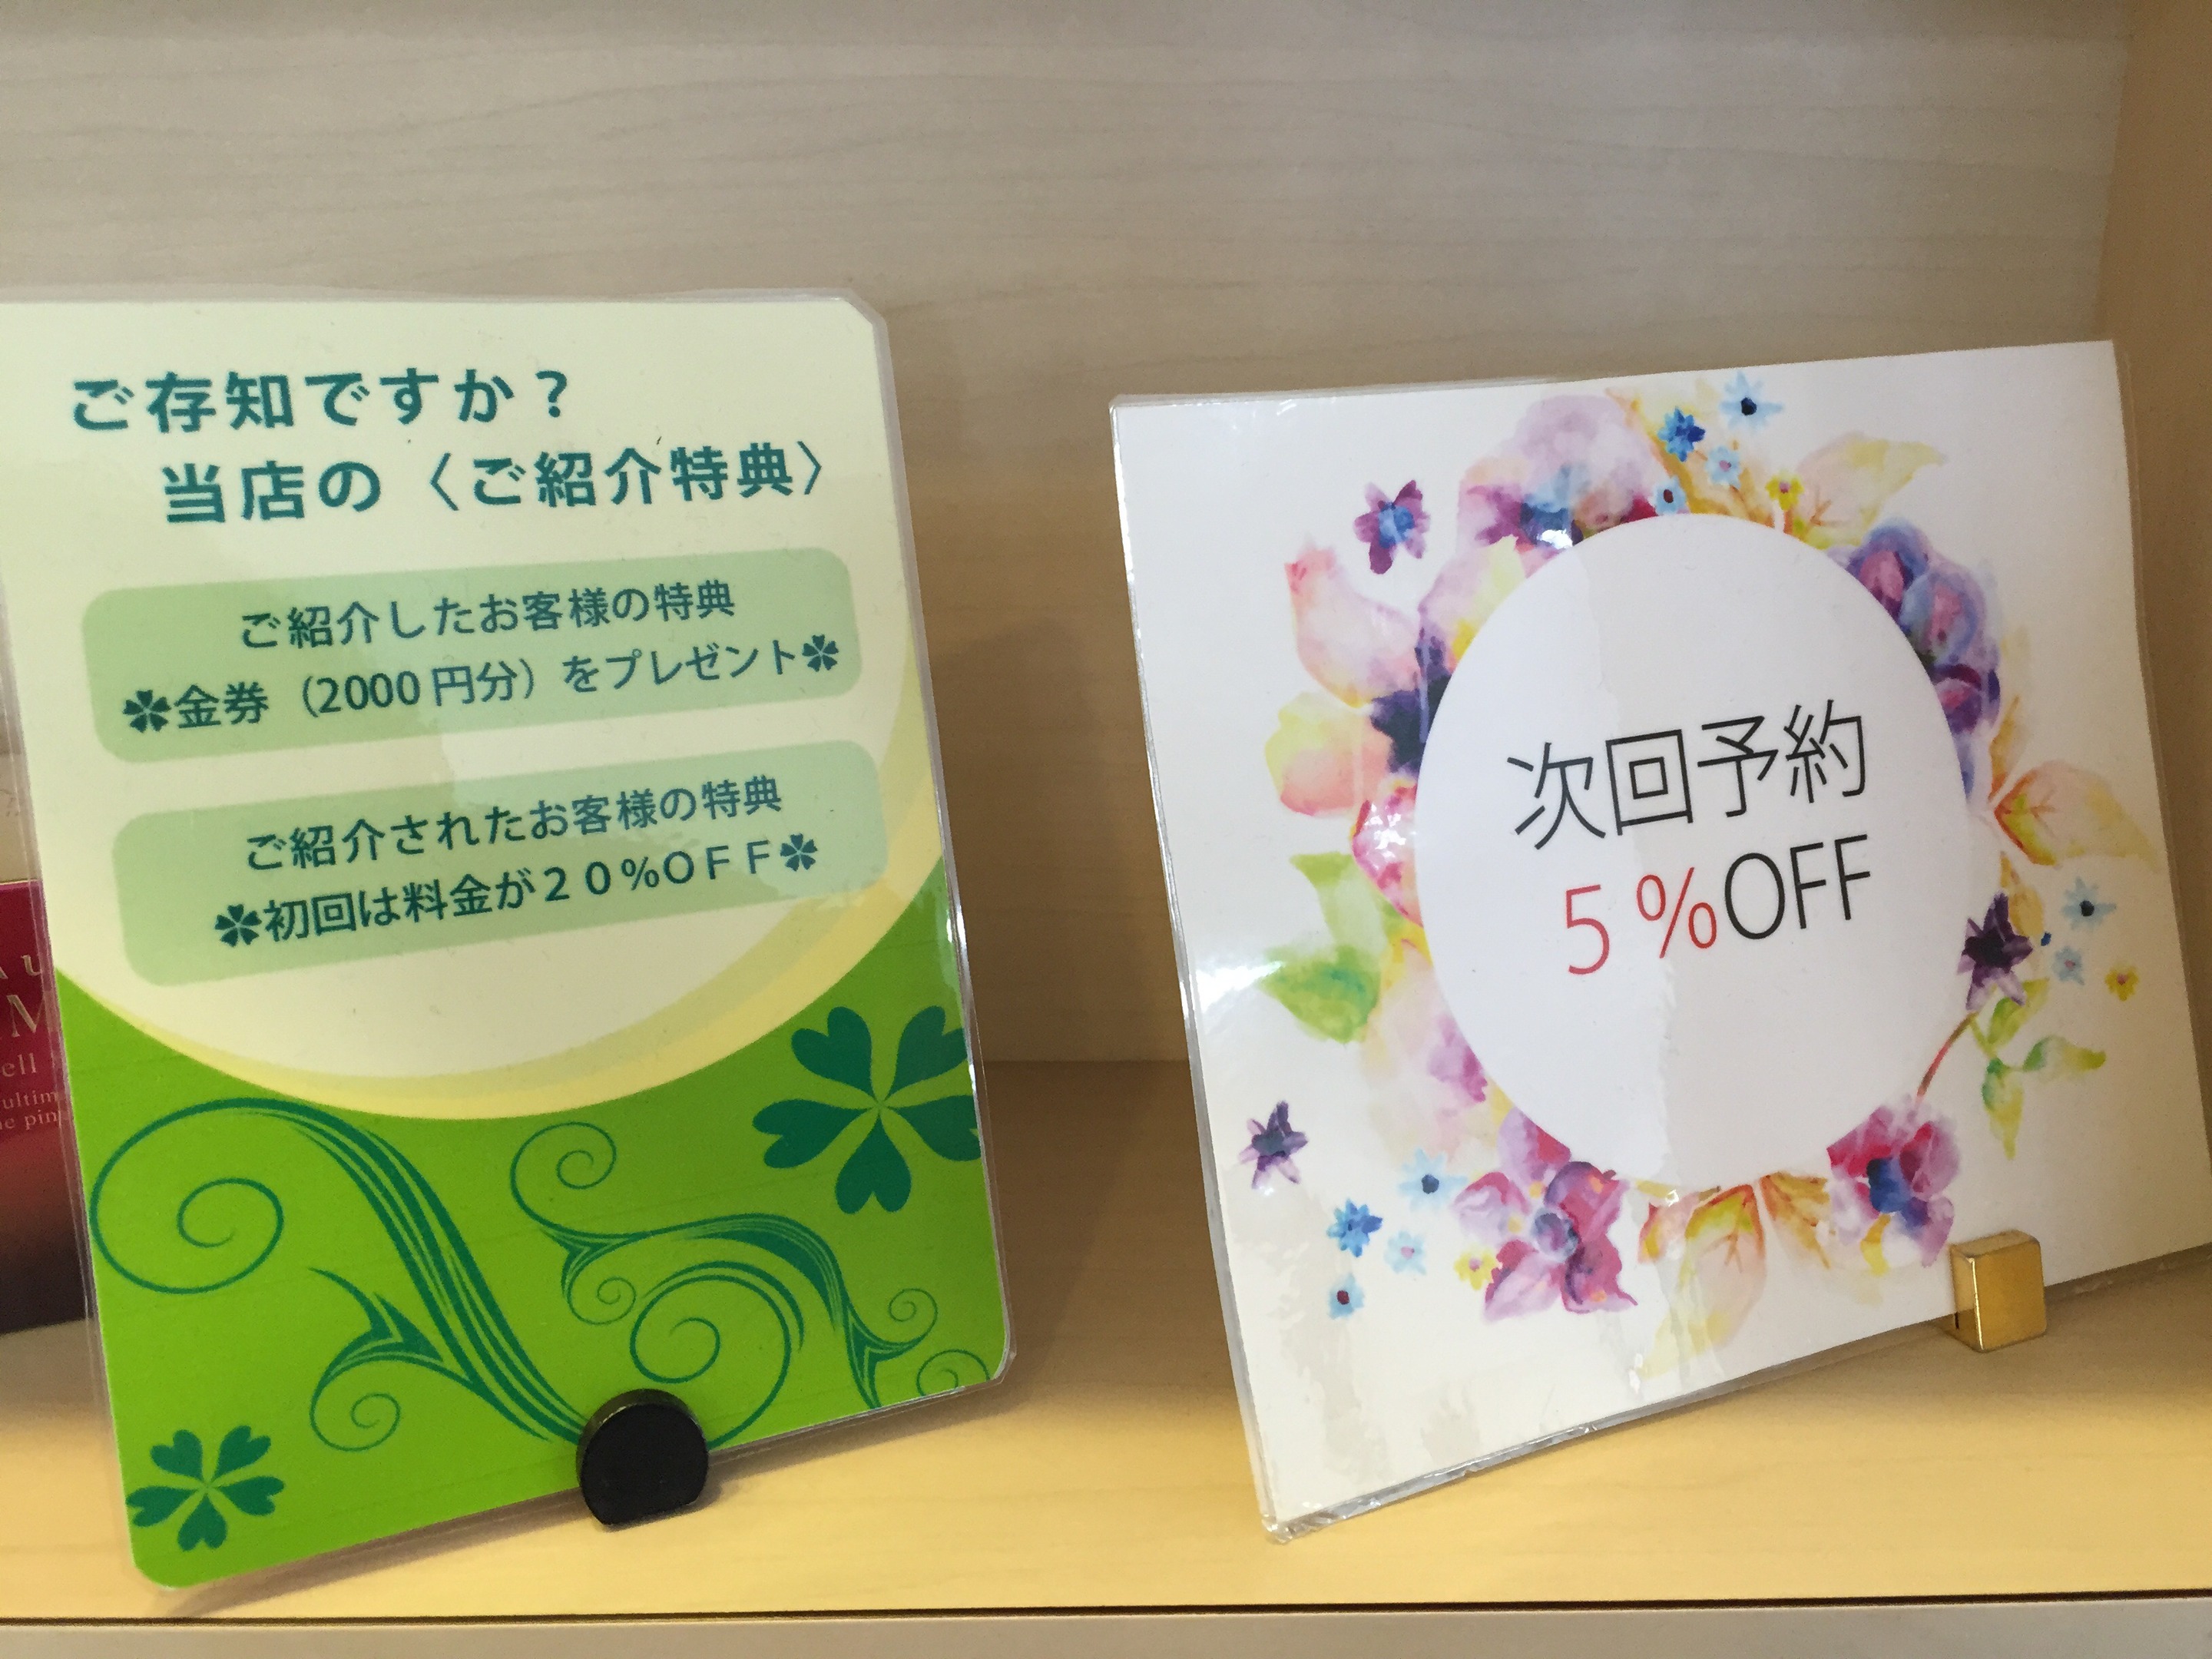 ご存知ですか？
当店の〈ご紹介特典〉
ご紹介したお客様の特典
金券（2000円分）をプレゼント
ご紹介されたお客様の特典
初回は料金が２０％ＯＦＦ
次回予約
５％OFF
ell
ultim
pin